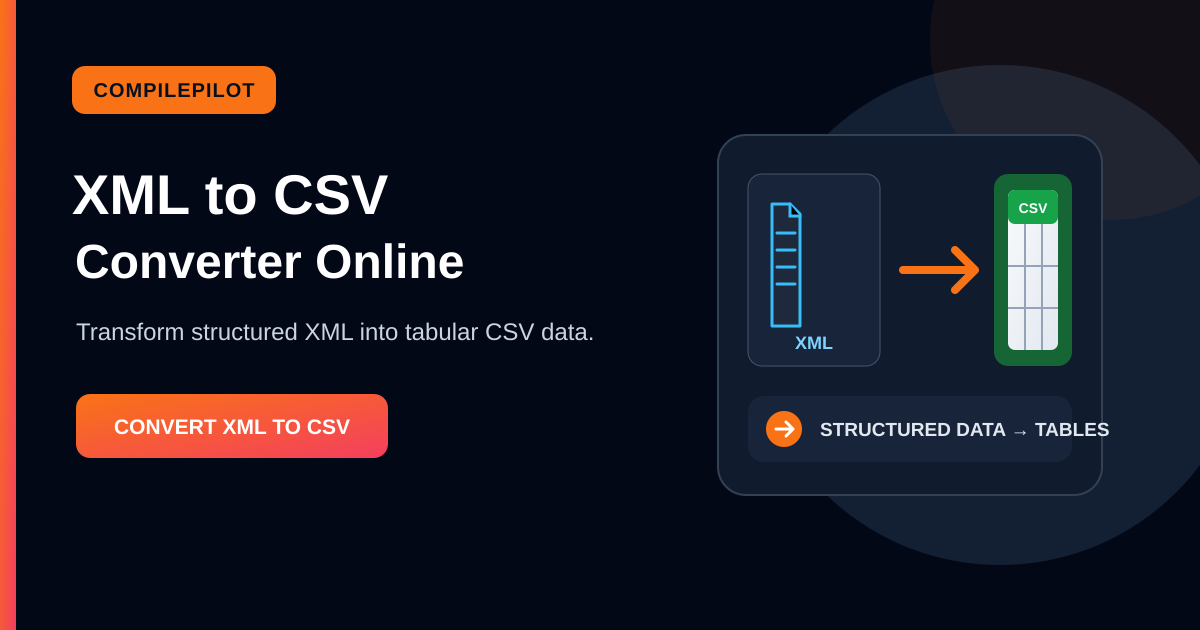 COMPILEPILOT
XML to CSV
Converter Online
Transform structured XML into tabular CSV data.
CONVERT XML TO CSV
CSV
XML
STRUCTURED DATA → TABLES